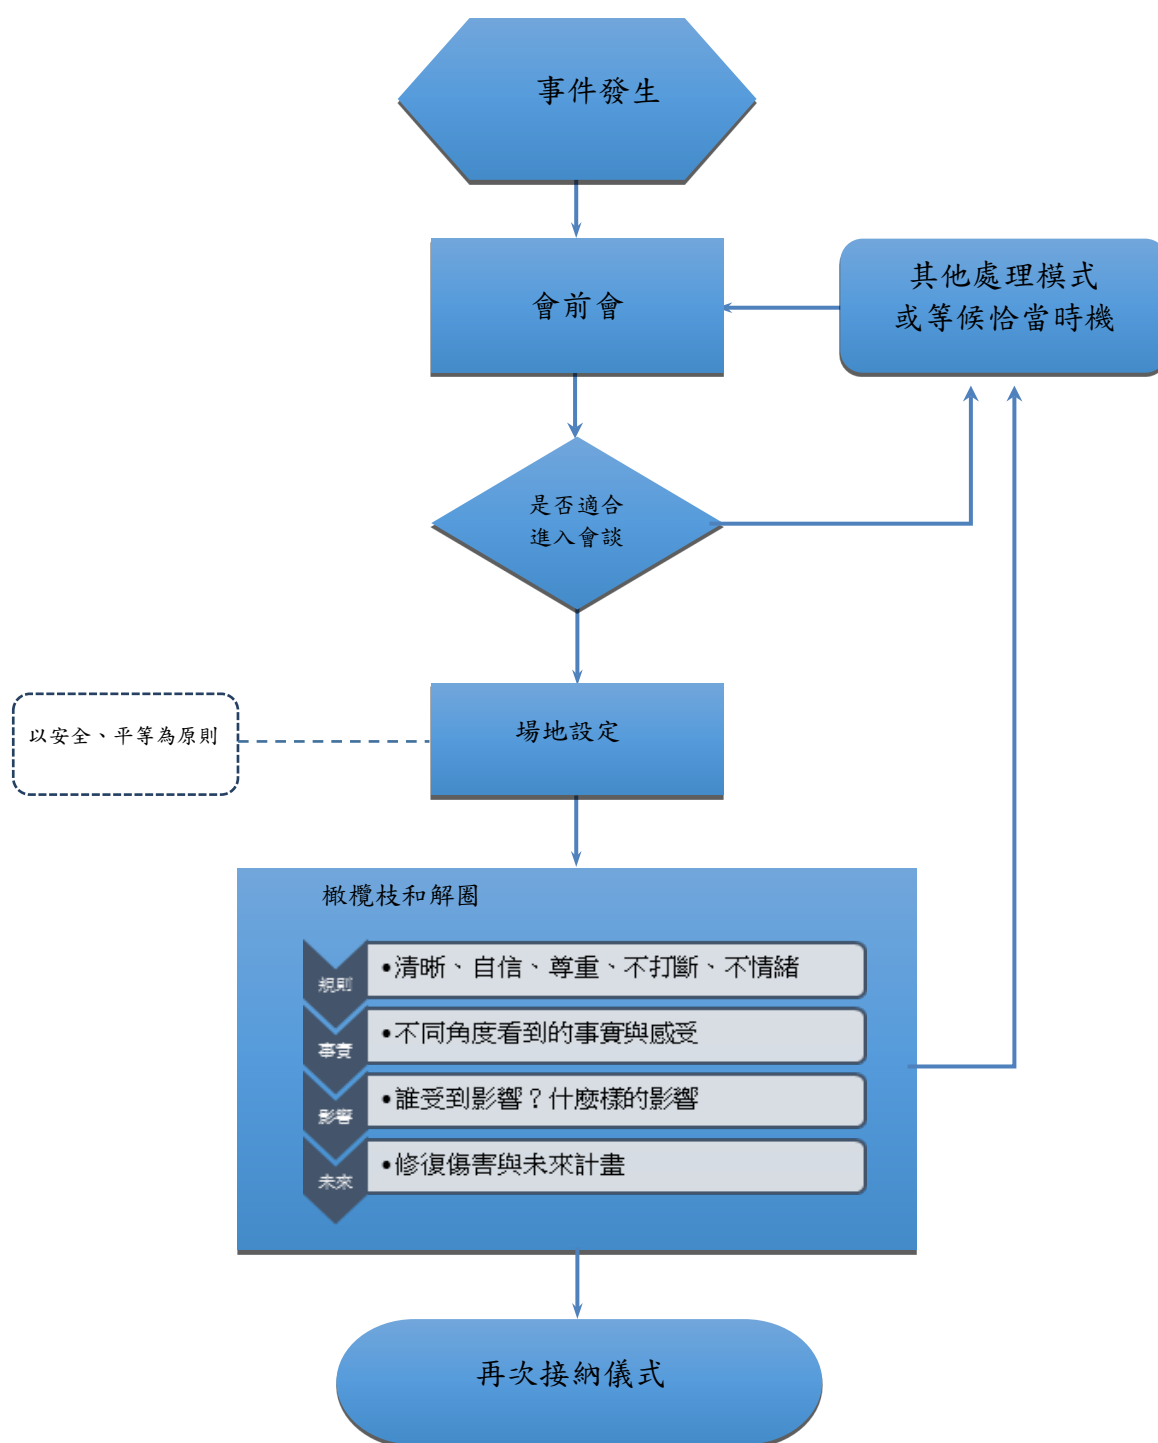 事件發生
會前會
其他處理模式
或等候恰當時機
是否適合
進入會談
以安全、平等為原則
場地設定
橄欖枝和解圈
規則
•清晰、自信、尊重、不打斷、不情緒
事責
•不同角度看到的事實與感受
影響
•誰受到影響？什麼樣的影響
未來
•修復傷害與未來計畫
再次接納儀式